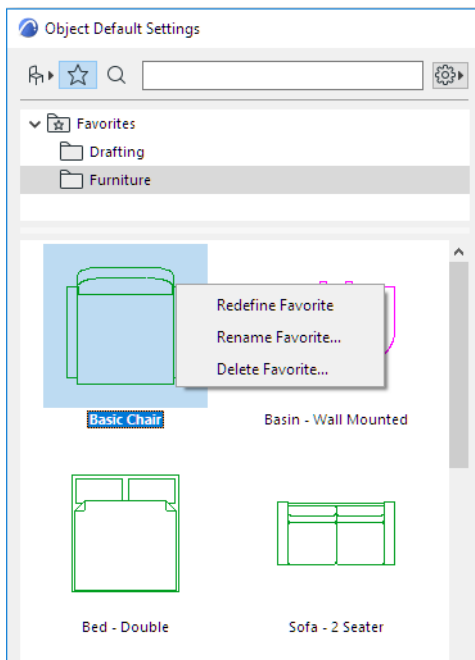 Object Default Settings
Favorites
Drafting
Furniture
Redefine Favorite
Rename Favorite...
Delete Favorite...
Basic Chair
Basin - Wall Mounted
Bed - Double
Sofa - 2 Seater